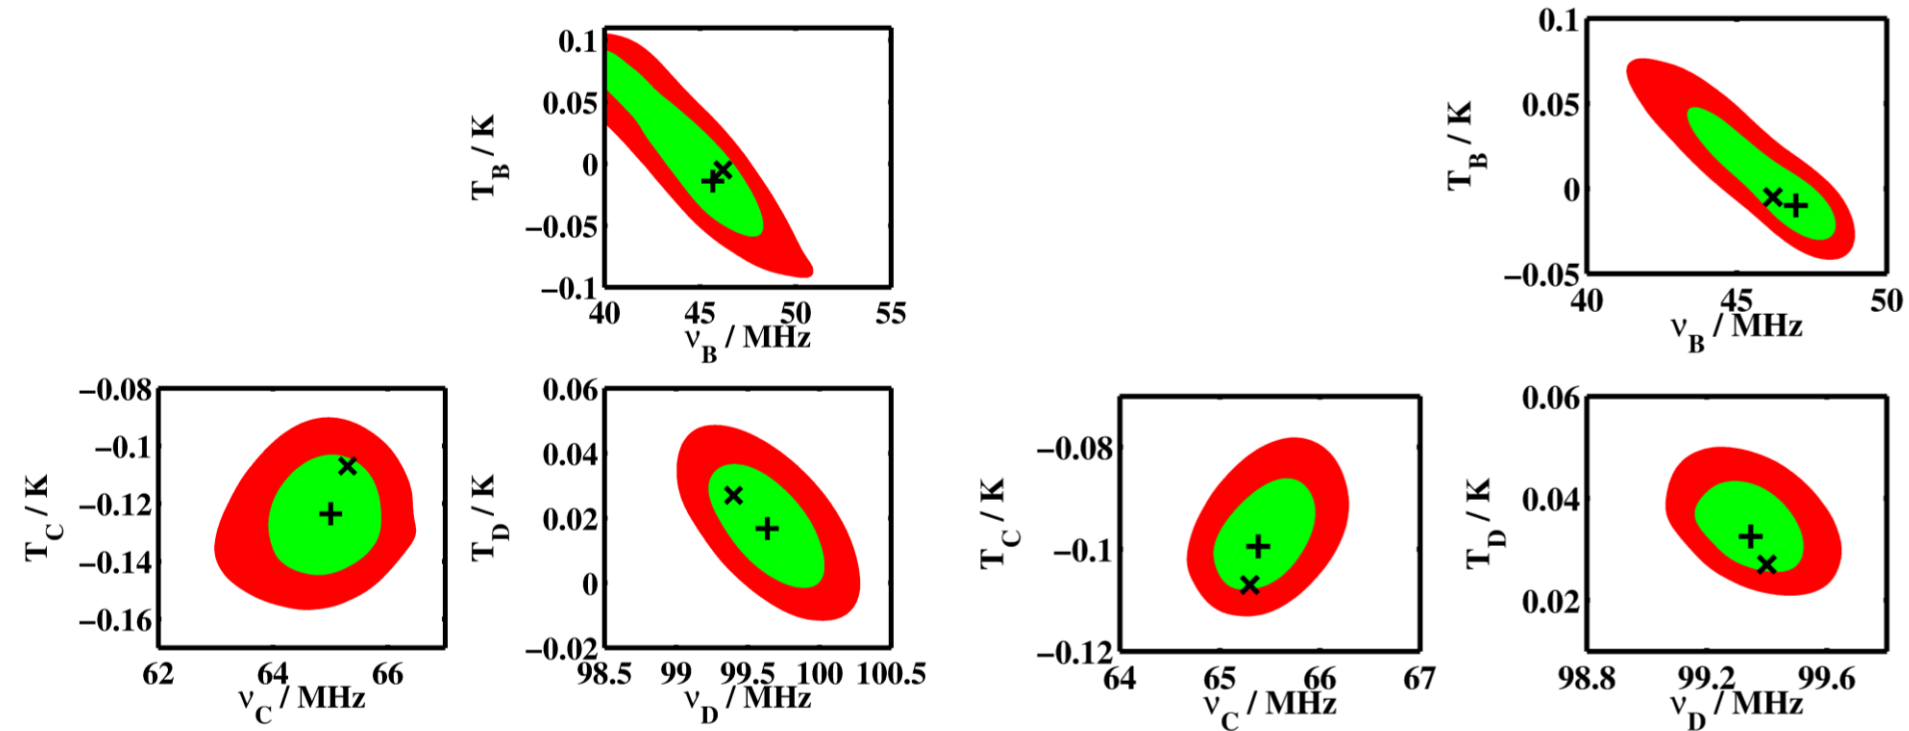 0.1
0.05
0
−0.05
−0.1
T_B / K
40 45 50 55
ν_B / MHz
0.1
0.05
0
−0.05
T_B / K
40 45 50
ν_B / MHz
−0.08
−0.1
−0.12
−0.14
−0.16
T_C / K
62 64 66
ν_C / MHz
0.06
0.04
0.02
0
−0.02
T_D / K
98.5 99 99.5 100 100.5
ν_D / MHz
−0.08
−0.1
−0.12
T_C / K
64 65 66 67
ν_C / MHz
0.06
0.04
0.02
T_D / K
98.8 99.2 99.6
ν_D / MHz